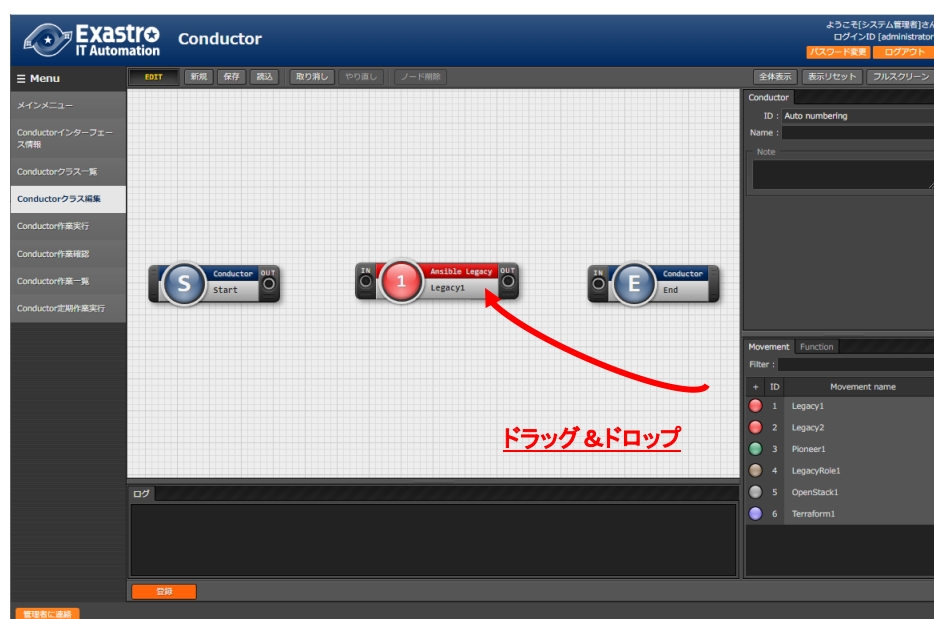 Exastro
IT Automation
Conductor
ようこそ[システム管理者]さん
ログインID [administrator
パスワード変更 ログアウト
☰ Menu
メインメニュー
Conductorインターフェー
ス情報
Conductorクラス一覧
Conductorクラス編集
Conductor作業実行
Conductor作業確認
Conductor作業一覧
Conductor定期作業実行
EDIT 新規 保存 読込 取り消し やり直し ノード削除 全体表示 表示リセット フルスクリーン
S Conductor OUT
Start
IN 1 Ansible Legacy OUT
Legacy1
IN E Conductor
End
ドラッグ&ドロップ
Conductor
ID : Auto numbering
Name :
Note
Movement Function
Filter :
+ ID Movement name
1 Legacy1
2 Legacy2
3 Pioneer1
4 LegacyRole1
5 OpenStack1
6 Terraform1
ログ
登録
管理者に連絡